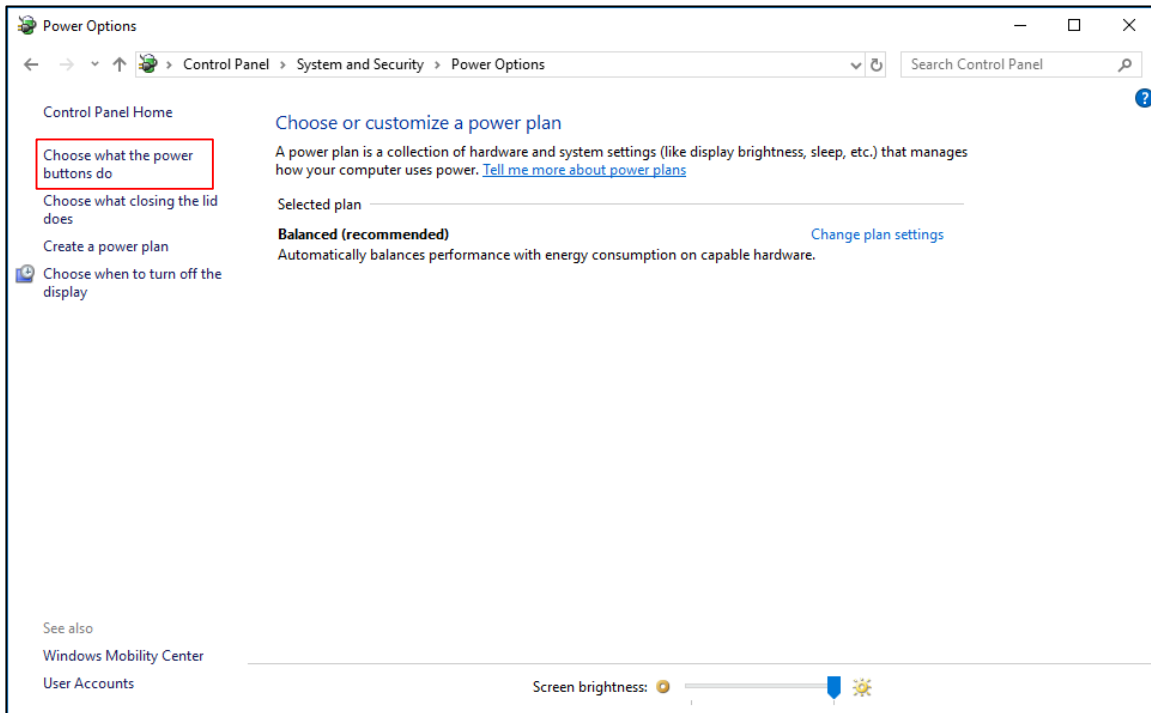 Power Options
Control Panel > System and Security > Power Options
Search Control Panel
?
Control Panel Home
Choose what the power
buttons do
Choose what closing the lid
does
Create a power plan
Choose when to turn off the
display
Choose or customize a power plan
A power plan is a collection of hardware and system settings (like display brightness, sleep, etc.) that manages
how your computer uses power. Tell me more about power plans
Selected plan
Balanced (recommended) Change plan settings
Automatically balances performance with energy consumption on capable hardware.
See also
Windows Mobility Center
User Accounts
Screen brightness: